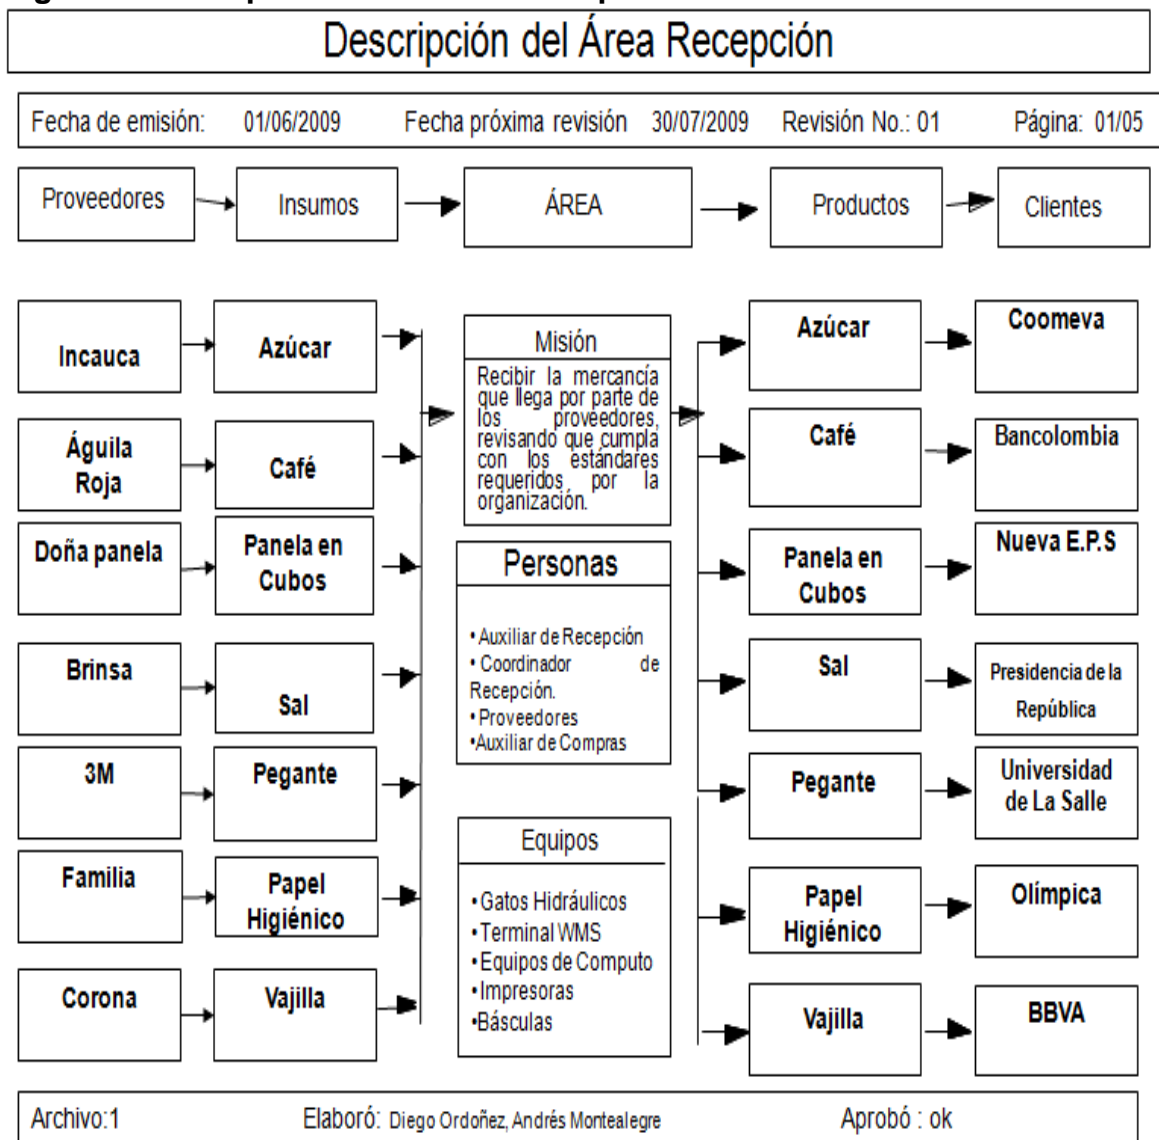 Descripción del Área Recepción
Fecha de emisión: 01/06/2009 Fecha próxima revisión 30/07/2009 Revisión No.: 01 Página: 01/05
Proveedores Insumos ÁREA Productos Clientes
Incauca
Azúcar
Águila
Roja
Café
Doña panela
Panela en
Cubos
Brinsa
Sal
3M
Pegante
Familia
Papel
Higiénico
Corona
Vajilla
Misión
Recibir la mercancía
que llega por parte de
los proveedores,
revisando que cumpla
con los estándares
requeridos por la
organización.
Personas
• Auxiliar de Recepción
• Coordinador de
Recepción.
• Proveedores
•Auxiliar de Compras
Equipos
• Gatos Hidráulicos
• Terminal WMS
• Equipos de Computo
• Impresoras
•Básculas
Azúcar
Coomeva
Café
Bancolombia
Panela en
Cubos
Nueva E.P.S
Sal
Presidencia de la
República
Pegante
Universidad
de La Salle
Papel
Higiénico
Olímpica
Vajilla
BBVA
Archivo:1 Elaboró: Diego Ordoñez, Andrés Montealegre Aprobó : ok